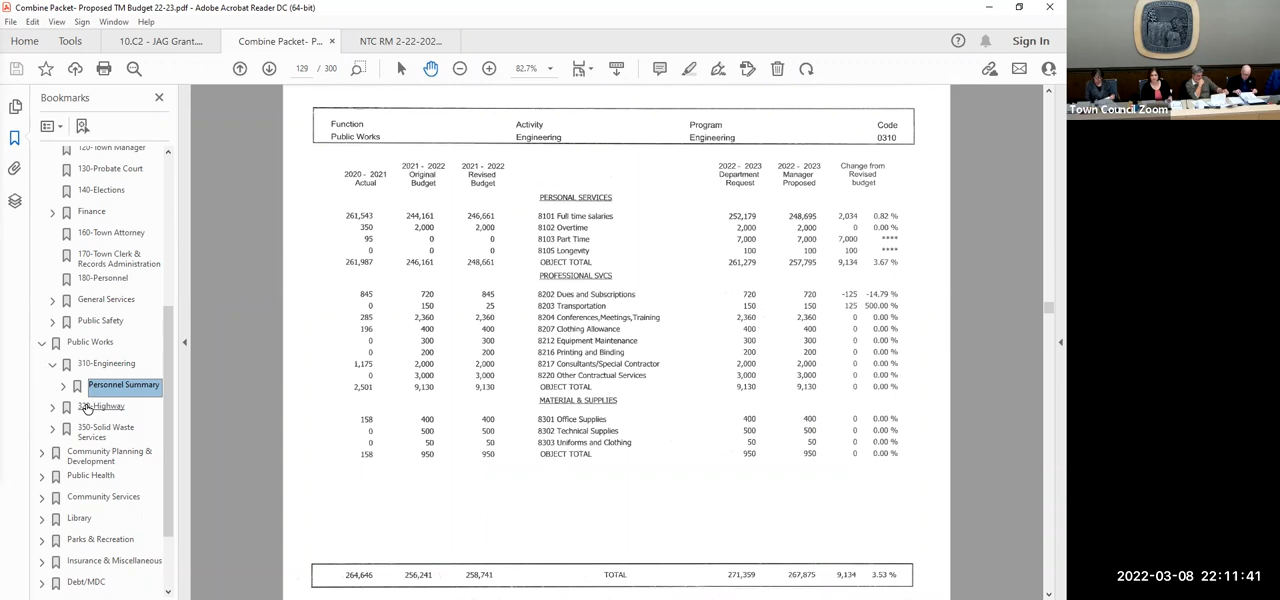 Combine Packet- Proposed TM Budget 22-23.pdf - Adobe Acrobat Reader DC (64-bit)
File Edit View Sign Window Help
Home Tools 10.C2 - JAG Grant.... Combine Packet- P... × NTC RM 2-22-202... Sign In
129 / 300 82.7%
Bookmarks
120-Town Manager
130-Probate Court
140-Elections
Finance
160-Town Attorney
170-Town Clerk &
Records Administration
180-Personnel
General Services
Public Safety
Public Works
310-Engineering
Personnel Summary
320-Highway
350-Solid Waste
Services
Community Planning &
Development
Public Health
Community Services
Library
Parks & Recreation
Insurance & Miscellaneous
Debt/MDC
Function Activity Program Code
Public Works Engineering Engineering 0310
2021 - 2022 2021 - 2022 2022 - 2023 2022 - 2023 Change from
2020 - 2021 Original Revised Department Manager Revised
Actual Budget Budget Request Proposed budget
PERSONAL SERVICES
261,543 244,161 246,661 8101 Full time salaries 252,179 248,695 2,034 0.82 %
350 2,000 2,000 8102 Overtime 2,000 2,000 0 0.00 %
95 0 0 8103 Part Time 7,000 7,000 7,000 ****
0 0 0 8105 Longevity 100 100 100 ****
261,987 246,161 248,661 OBJECT TOTAL 261,279 257,795 9,134 3.67 %
PROFESSIONAL SVCS
845 720 845 8202 Dues and Subscriptions 720 720 -125 -14.79 %
0 150 25 8203 Transportation 150 150 125 500.00 %
285 2,360 2,360 8204 Conferences,Meetings,Training 2,360 2,360 0 0.00 %
196 400 400 8207 Clothing Allowance 400 400 0 0.00 %
0 300 300 8212 Equipment Maintenance 300 300 0 0.00 %
0 200 200 8216 Printing and Binding 200 200 0 0.00 %
1,175 2,000 2,000 8217 Consultants/Special Contractor 2,000 2,000 0 0.00 %
0 3,000 3,000 8220 Other Contractual Services 3,000 3,000 0 0.00 %
2,501 9,130 9,130 OBJECT TOTAL 9,130 9,130 0 0.00 %
MATERIAL & SUPPLIES
158 400 400 8301 Office Supplies 400 400 0 0.00 %
0 500 500 8302 Technical Supplies 500 500 0 0.00 %
0 50 50 8303 Uniforms and Clothing 50 50 0 0.00 %
158 950 950 OBJECT TOTAL 950 950 0 0.00 %
264,646 256,241 258,741 TOTAL 271,359 267,875 9,134 3.53 %
Town Council Zoom
2022-03-08 22:11:41